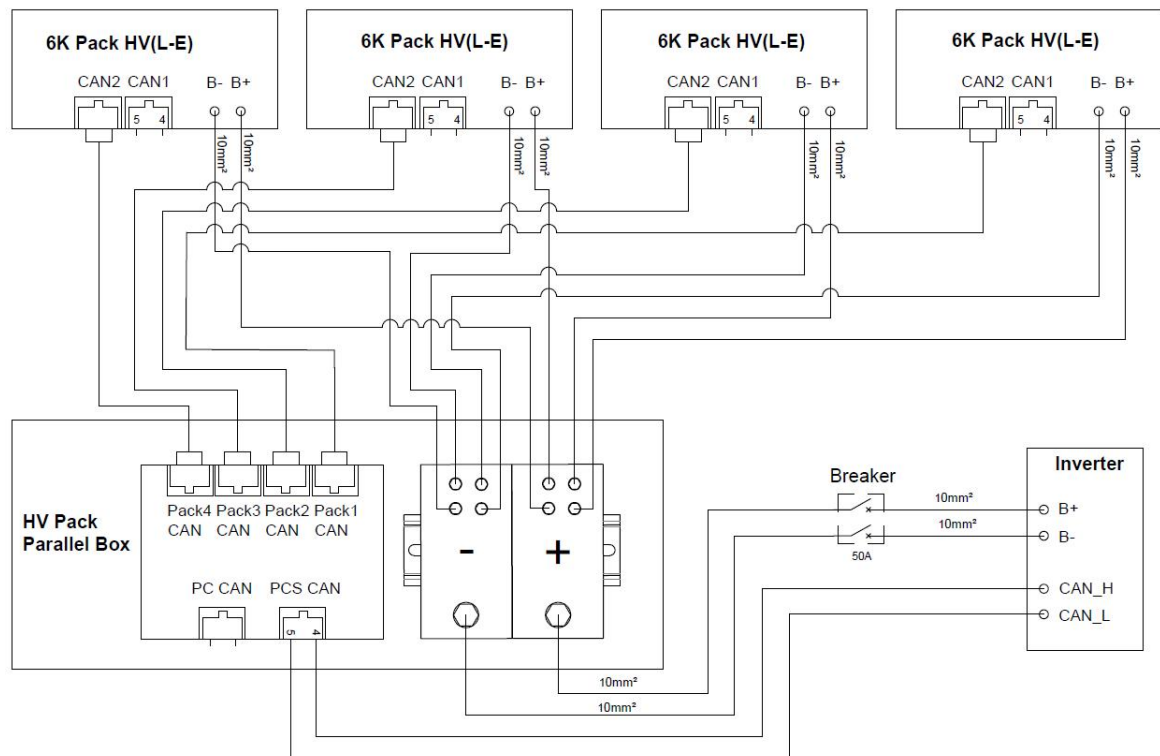 6K Pack HV(L-E)
CAN2 CAN1 B- B+
5 4
10mm²
10mm²
6K Pack HV(L-E)
CAN2 CAN1 B- B+
5 4
10mm²
10mm²
6K Pack HV(L-E)
CAN2 CAN1 B- B+
5 4
10mm²
10mm²
6K Pack HV(L-E)
CAN2 CAN1 B- B+
5 4
10mm²
10mm²
HV Pack
Parallel Box
Pack4 Pack3 Pack2 Pack1
CAN CAN CAN CAN
PC CAN PCS CAN
5 4
- +
10mm²
10mm²
Breaker
50A
10mm²
10mm²
Inverter
B+
B-
CAN_H
CAN_L